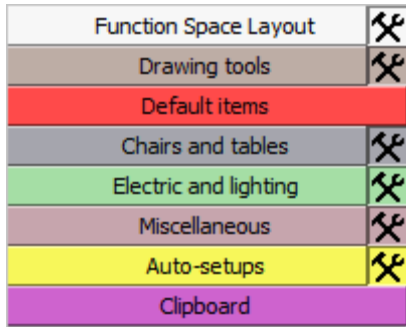 Function Space Layout
Drawing tools
Default items
Chairs and tables
Electric and lighting
Miscellaneous
Auto-setups
Clipboard